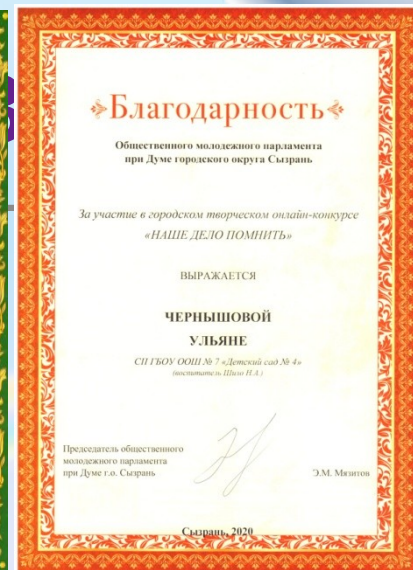 Благодарность
Общественного молодежного парламента
при Думе городского округа Сызрань
За участие в городском творческом онлайн-конкурсе
«НАШЕ ДЕЛО ПОМНИТЬ»
ВЫРАЖАЕТСЯ
ЧЕРНЫШОВОЙ
УЛЬЯНЕ
СП ГБОУ ООШ № 7 «Детский сад № 4»
(воспитатель Шило Н.А.)
Председатель общественного
молодежного парламента
при Думе г.о. Сызрань
Э.М. Мязитов
Сызрань, 2020